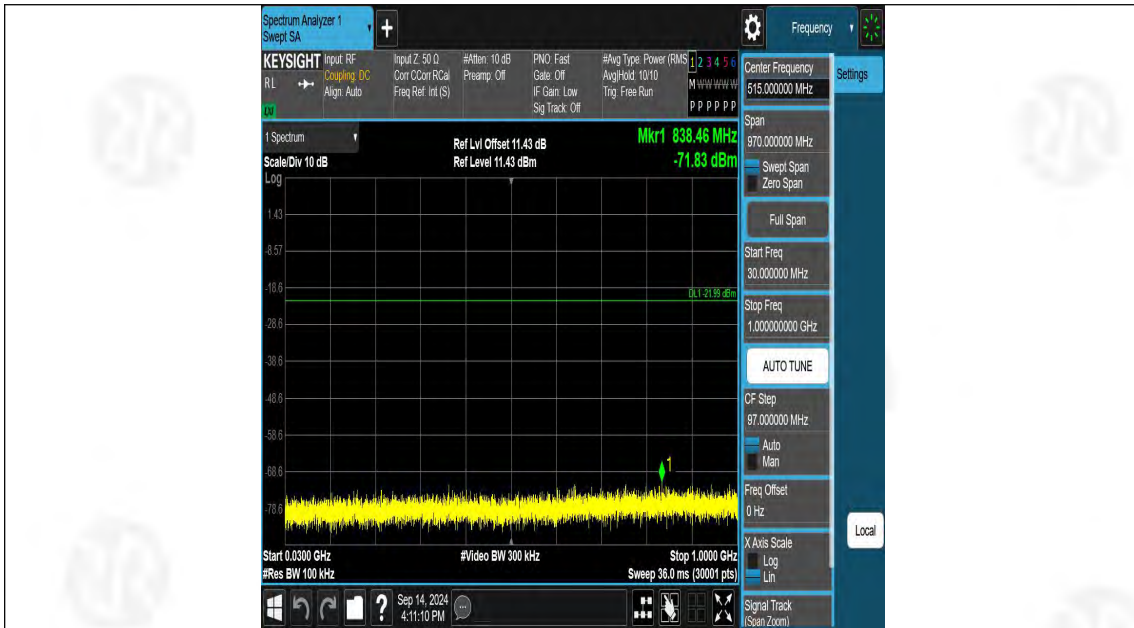 Spectrum Analyzer 1
Swept SA
Frequency
KEYSIGHT
RL
Input: RF
Coupling: DC
Align: Auto
Input Z: 50 Ω
Corr CCorr RCal
Freq Ref: Int (S)
#Atten: 10 dB
Preamp: Off
PNO: Fast
Gate: Off
IF Gain: Low
Sig Track: Off
#Avg Type: Power (RMS
Avg|Hold: 10/10
Trig: Free Run
1 2 3 4 5 6
M W W W W W
P P P P P P
1 Spectrum
Scale/Div 10 dB
Ref Lvl Offset 11.43 dB
Ref Level 11.43 dBm
Mkr1 838.46 MHz
-71.83 dBm
Log
1.43
-8.57
-18.6
-28.6
-38.6
-48.6
-58.6
-68.6
-78.6
DL1 -21.99 dBm
1
Start 0.0300 GHz
#Res BW 100 kHz
#Video BW 300 kHz
Stop 1.0000 GHz
Sweep 36.0 ms (30001 pts)
Sep 14, 2024
4:11:10 PM
Center Frequency
515.000000 MHz
Span
970.000000 MHz
Swept Span
Zero Span
Full Span
Start Freq
30.000000 MHz
Stop Freq
1.000000000 GHz
AUTO TUNE
CF Step
97.000000 MHz
Auto
Man
Freq Offset
0 Hz
X Axis Scale
Log
Lin
Signal Track
(Span Zoom)
Settings
Local